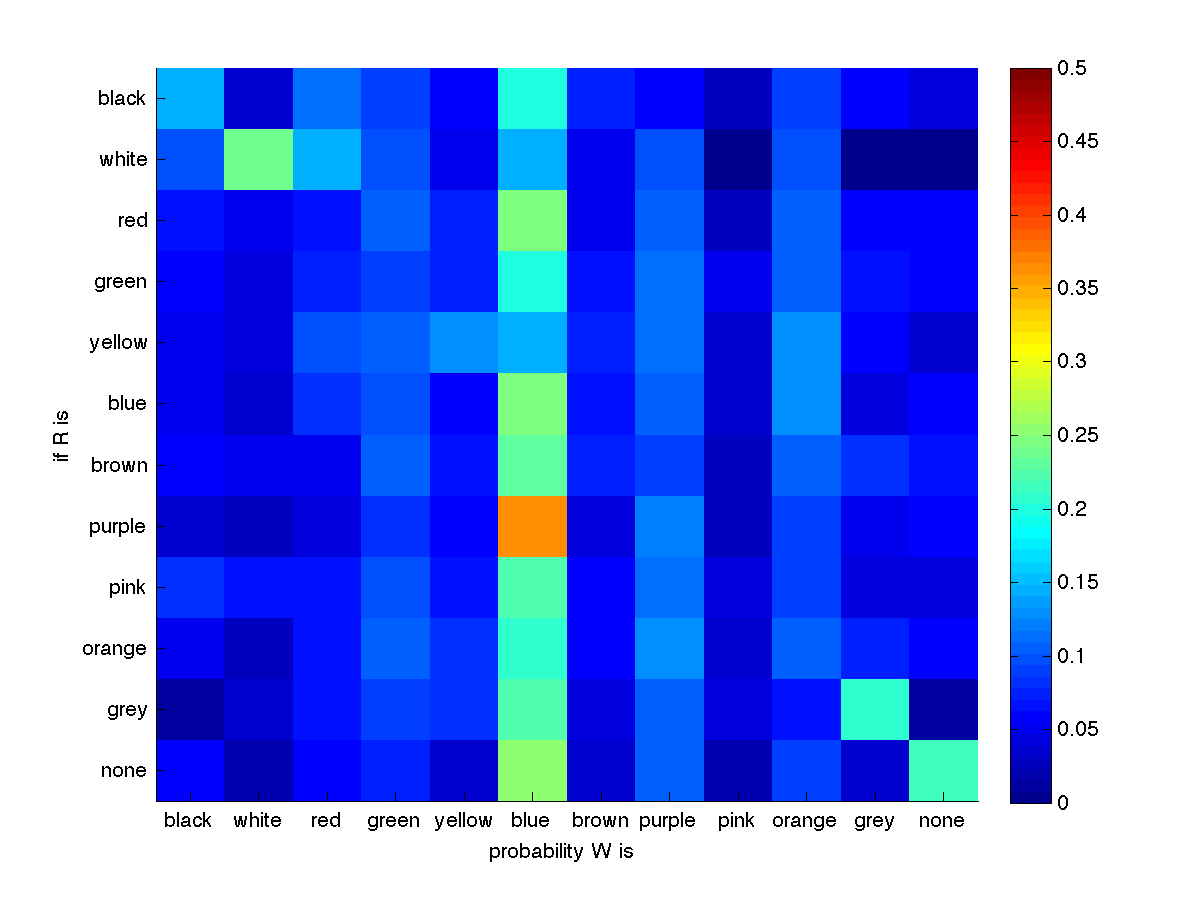 if R is
black
white
red
green
yellow
blue
brown
purple
pink
orange
grey
none
black white red green yellow blue brown purple pink orange grey none
probability W is
0.5
0.45
0.4
0.35
0.3
0.25
0.2
0.15
0.1
0.05
0